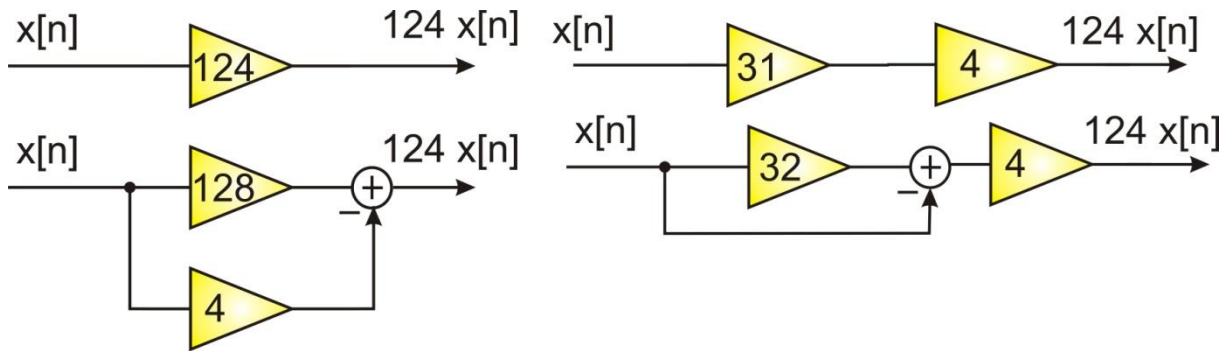 x[n] 124 124 x[n]
x[n] 128 − + 124 x[n]
4
x[n] 31 4 124 x[n]
x[n] 32 − + 4 124 x[n]